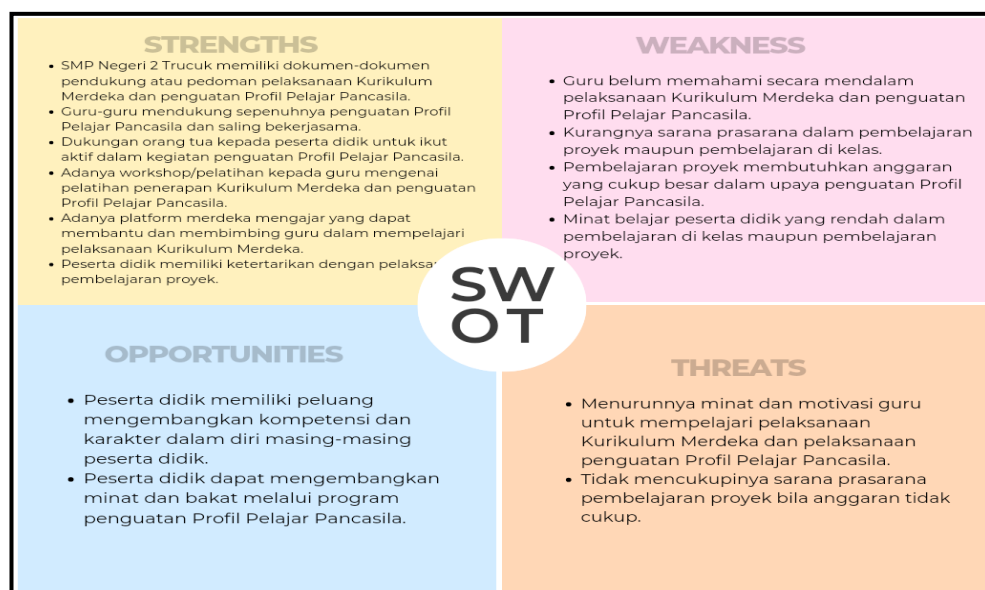 STRENGTHS
• SMP Negeri 2 Trucuk memiliki dokumen-dokumen
pendukung atau pedoman pelaksanaan Kurikulum
Merdeka dan penguatan Profil Pelajar Pancasila.
• Guru-guru mendukung sepenuhnya penguatan Profil
Pelajar Pancasila dan saling bekerjasama.
• Dukungan orang tua kepada peserta didik untuk ikut
aktif dalam kegiatan penguatan Profil Pelajar Pancasila.
• Adanya workshop/pelatihan kepada guru mengenai
pelatihan penerapan Kurikulum Merdeka dan penguatan
Profil Pelajar Pancasila.
• Adanya platform merdeka mengajar yang dapat
membantu dan membimbing guru dalam mempelajari
pelaksanaan Kurikulum Merdeka.
• Peserta didik memiliki ketertarikan dengan
pembelajaran proyek.
WEAKNESS
• Guru belum memahami secara mendalam
pelaksanaan Kurikulum Merdeka dan penguatan
Profil Pelajar Pancasila.
• Kurangnya sarana prasarana dalam pembelajaran
proyek maupun pembelajaran di kelas.
• Pembelajaran proyek membutuhkan anggaran
yang cukup besar dalam upaya penguatan Profil
Pelajar Pancasila.
• Minat belajar peserta didik yang rendah dalam
pembelajaran di kelas maupun pembelajaran
proyek.
SW
OT
OPPORTUNITIES
• Peserta didik memiliki peluang
mengembangkan kompetensi dan
karakter dalam diri masing-masing
peserta didik.
• Peserta didik dapat mengembangkan
minat dan bakat melalui program
penguatan Profil Pelajar Pancasila.
THREATS
• Menurunnya minat dan motivasi guru
untuk mempelajari pelaksanaan
Kurikulum Merdeka dan pelaksanaan
penguatan Profil Pelajar Pancasila.
• Tidak mencukupinya sarana prasarana
pembelajaran proyek bila anggaran tidak
cukup.